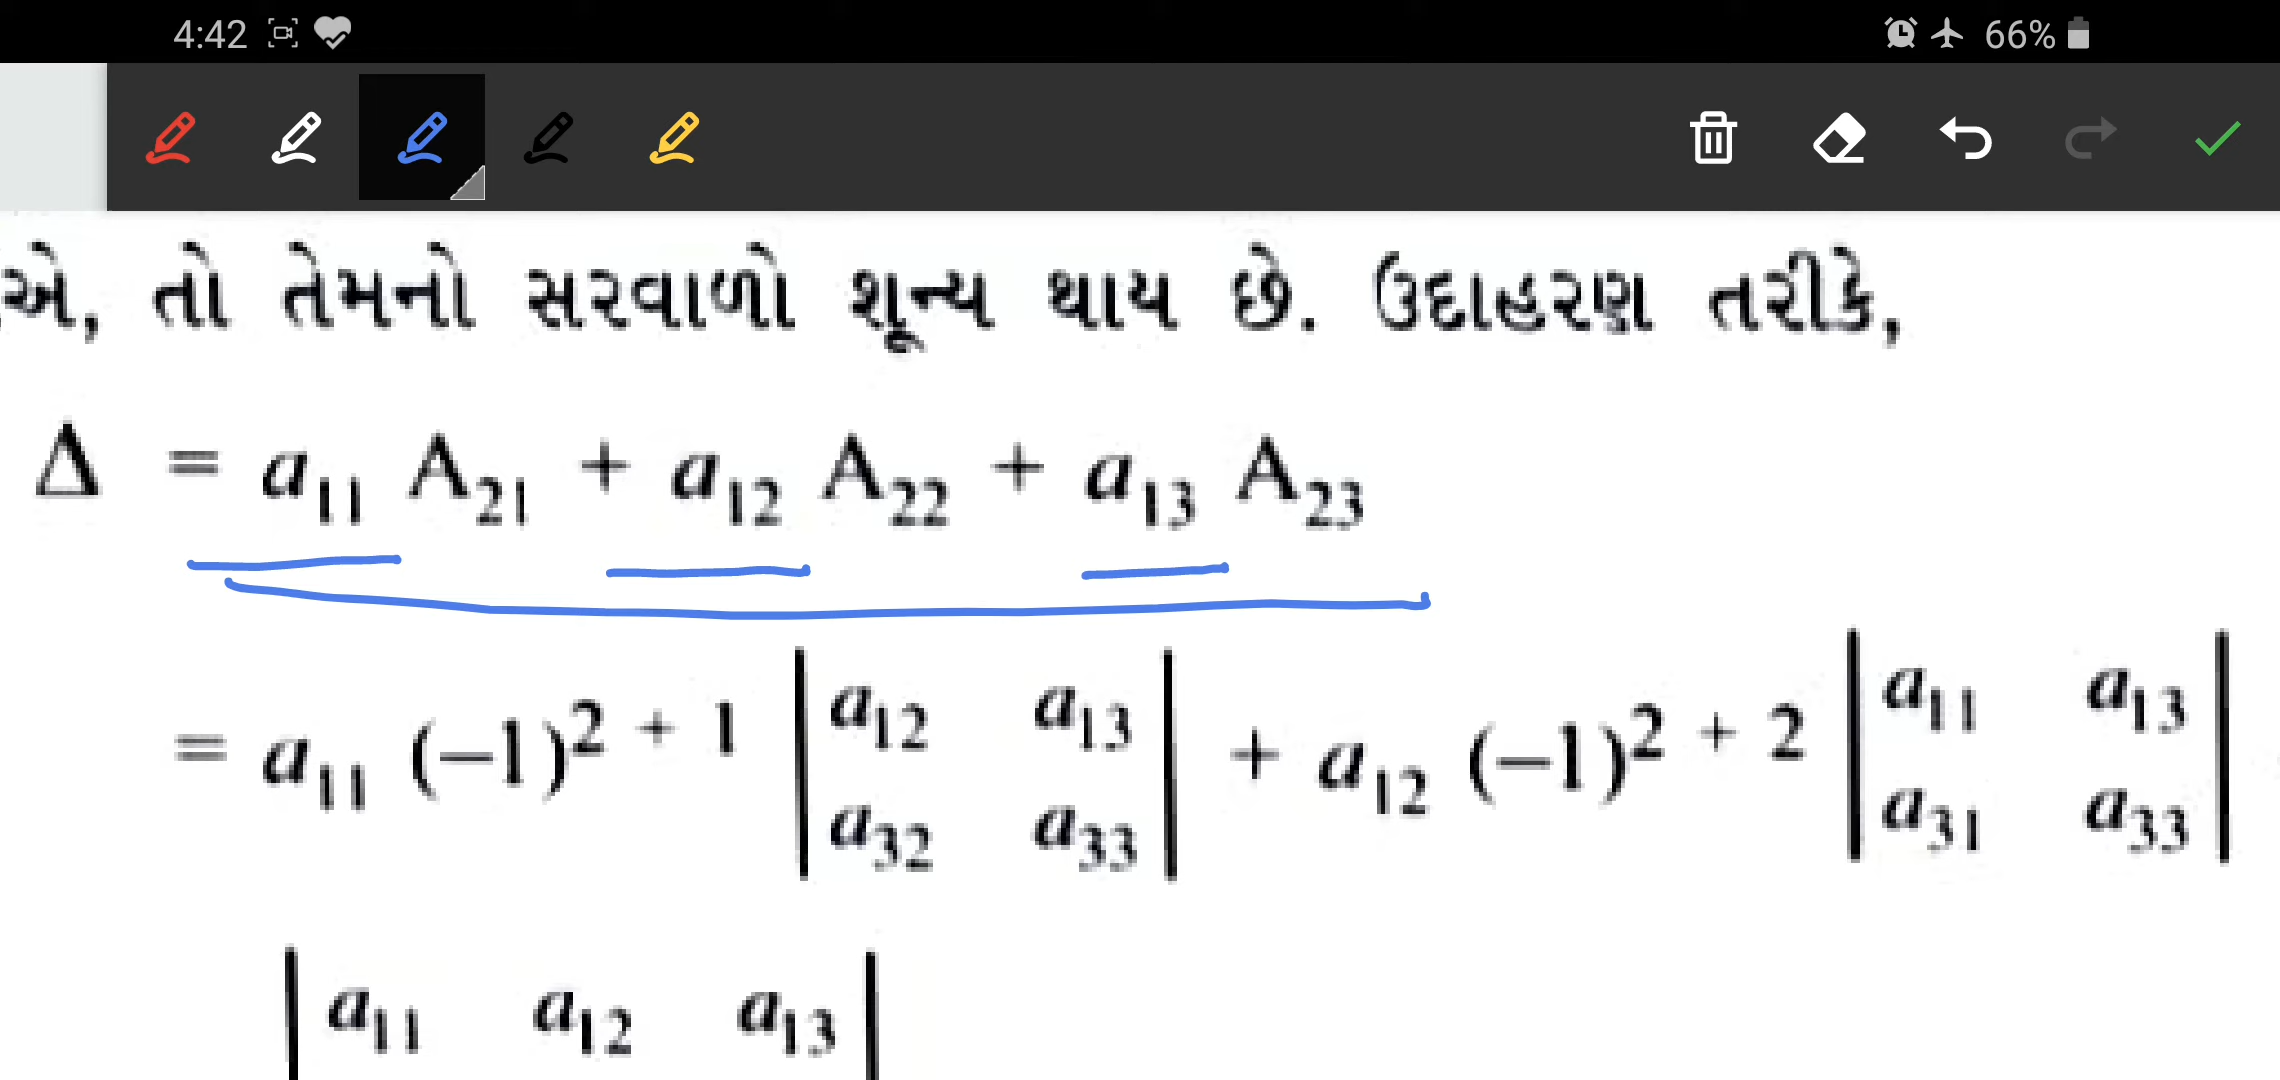 4:42 66%
એ, તો તેમનો સરવાળો શૂન્ય થાય છે. ઉદાહરણ તરીકે,
Δ = a₁₁ A₂₁ + a₁₂ A₂₂ + a₁₃ A₂₃
= a₁₁ (–1)² ⁺ ¹ | a₁₂ a₁₃ | + a₁₂ (–1)² ⁺ ² | a₁₁ a₁₃ |
| a₃₂ a₃₃ | | a₃₁ a₃₃ |
| a₁₁ a₁₂ a₁₃ |